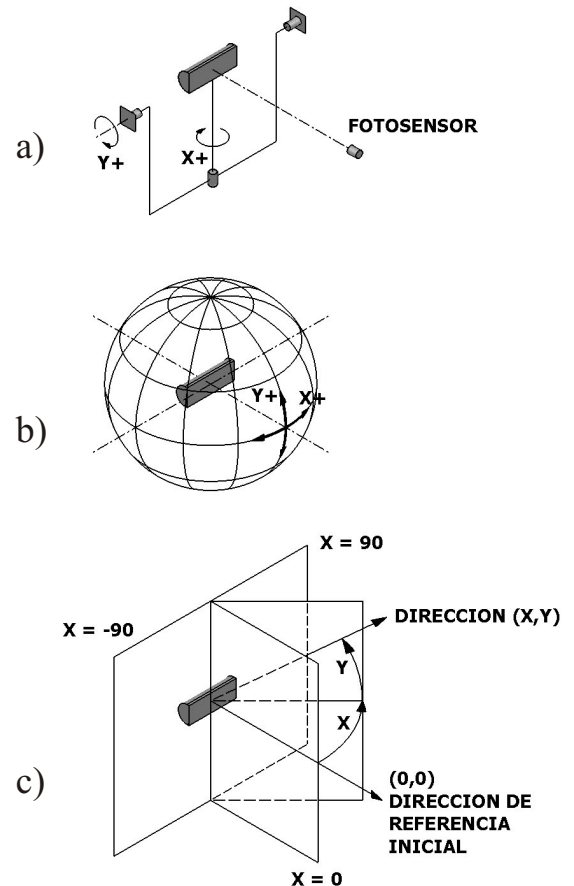 a)
Y+
X+
FOTOSENSOR
b)
Y+
X+
c)
X = 90
X = -90
DIRECCION (X,Y)
Y
X
(0,0)
DIRECCION DE
REFERENCIA
INICIAL
X = 0